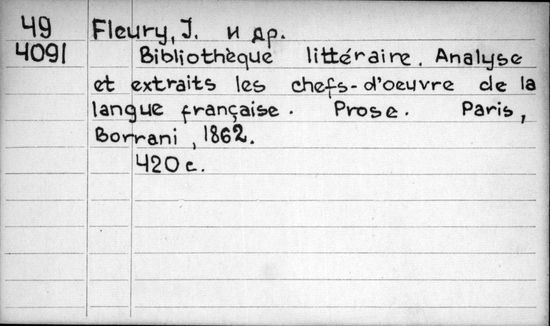 49 Fleury, J. и др.
4091 Bibliothèque littéraire. Analyse
et extraits les chefs-d'oeuvre de la
langue française. Prose. Paris,
Borrani, 1862.
420 с.